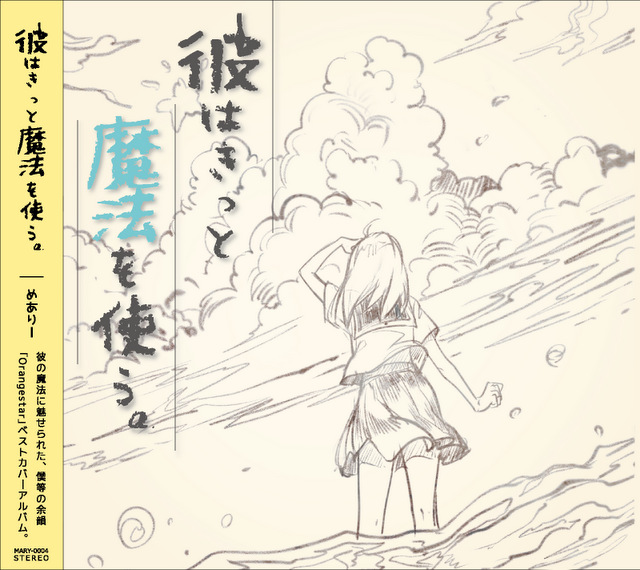 彼はきっと
魔法
を使う。
彼はきっと魔法を使う。
めありー
彼の魔法に魅せられた、僕等の余韻
「Orangestar」ベストカバーアルバム。
MARY-0004
STEREO